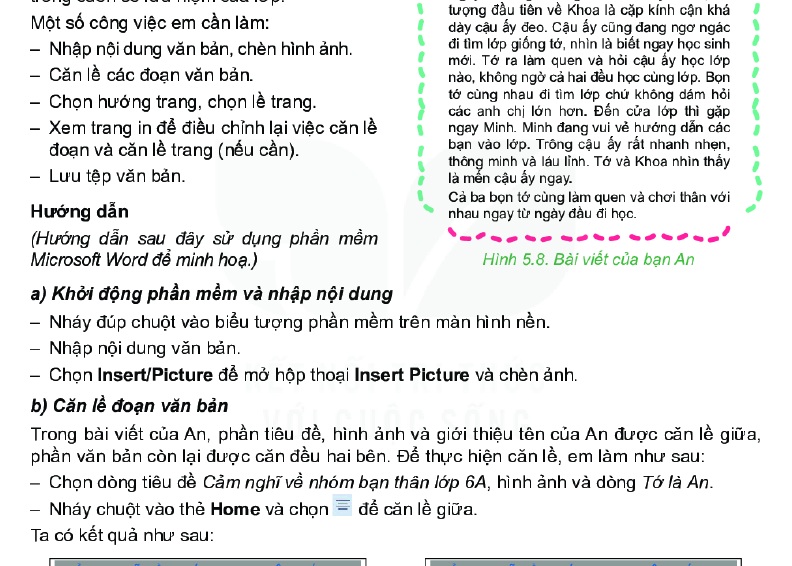 Một số công việc em cần làm:
– Nhập nội dung văn bản, chèn hình ảnh.
– Căn lề các đoạn văn bản.
– Chọn hướng trang, chọn lề trang.
– Xem trang in để điều chỉnh lại việc căn lề
đoạn và căn lề trang (nếu cần).
– Lưu tệp văn bản.
Hướng dẫn
(Hướng dẫn sau đây sử dụng phần mềm
Microsoft Word để minh hoạ.)
tượng đầu tiên về Khoa là cặp kính cận khá
dày cậu ấy đeo. Cậu ấy cũng đang ngơ ngác
đi tìm lớp giống tớ, nhìn là biết ngay học sinh
mới. Tớ ra làm quen và hỏi cậu ấy học lớp
nào, không ngờ cả hai đều học cùng lớp. Bọn
tớ cùng nhau đi tìm lớp chứ không dám hỏi
các anh chị lớn hơn. Đến cửa lớp thì gặp
ngay Minh. Minh đang vui vẻ hướng dẫn các
bạn vào lớp. Trông cậu ấy rất nhanh nhẹn,
thông minh và láu lỉnh. Tớ và Khoa nhìn thấy
là mến cậu ấy ngay.
Cả ba bọn tớ cùng làm quen và chơi thân với
nhau ngay từ ngày đầu đi học.
Hình 5.8. Bài viết của bạn An
a) Khởi động phần mềm và nhập nội dung
– Nháy đúp chuột vào biểu tượng phần mềm trên màn hình nền.
– Nhập nội dung văn bản.
– Chọn Insert/Picture để mở hộp thoại Insert Picture và chèn ảnh.
b) Căn lề đoạn văn bản
Trong bài viết của An, phần tiêu đề, hình ảnh và giới thiệu tên của An được căn lề giữa,
phần văn bản còn lại được căn đều hai bên. Để thực hiện căn lề, em làm như sau:
– Chọn dòng tiêu đề Cảm nghĩ về nhóm bạn thân lớp 6A, hình ảnh và dòng Tớ là An.
– Nháy chuột vào thẻ Home và chọn để căn lề giữa.
Ta có kết quả như sau: